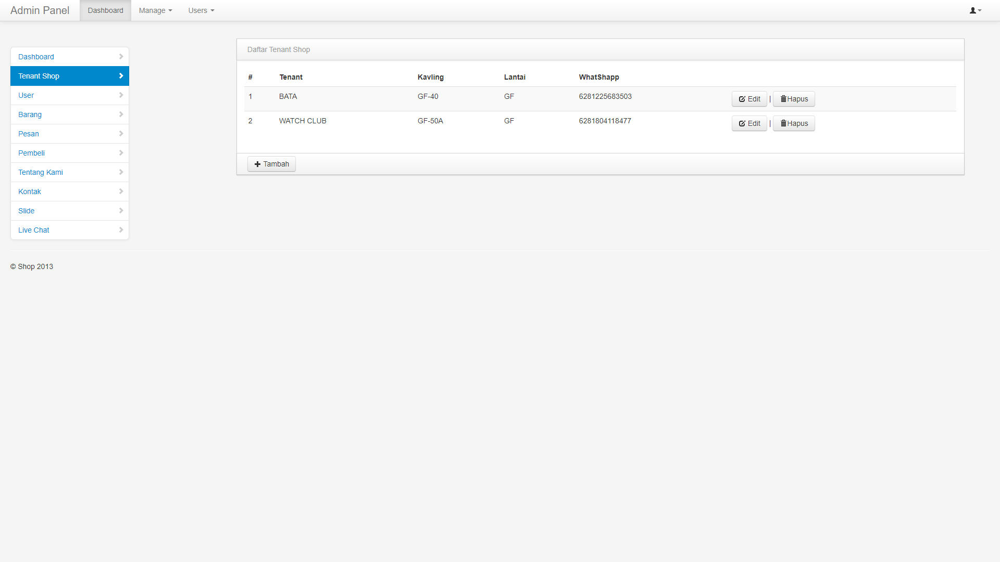 Admin Panel Dashboard Manage Users
Dashboard
Tenant Shop
User
Barang
Pesan
Pembeli
Tentang Kami
Kontak
Slide
Live Chat
Daftar Tenant Shop
# Tenant Kavling Lantai WhatShapp
1 BATA GF-40 GF 6281225683503 Edit | Hapus
2 WATCH CLUB GF-50A GF 6281804118477 Edit | Hapus
Tambah
© Shop 2013